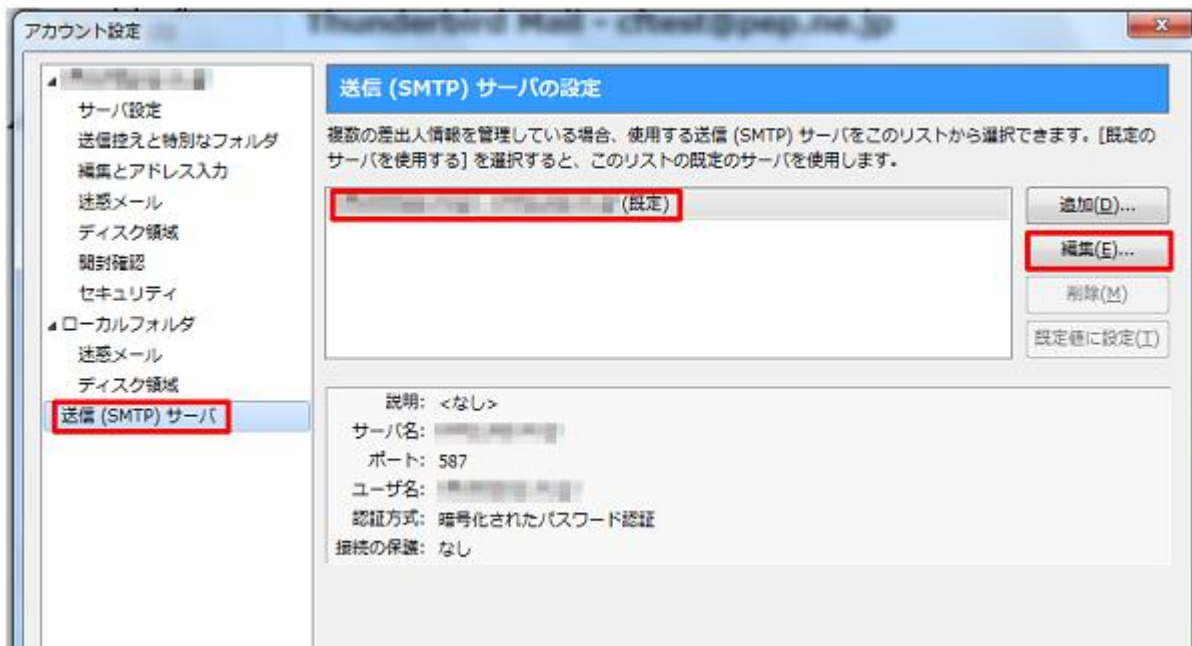 Thunderbird Mail - cftest@pep.ne.jp
アカウント設定
サーバ設定
送信控えと特別なフォルダ
編集とアドレス入力
迷惑メール
ディスク領域
開封確認
セキュリティ
ローカルフォルダ
迷惑メール
ディスク領域
送信 (SMTP) サーバ
送信 (SMTP) サーバの設定
複数の差出人情報を管理している場合、使用する送信 (SMTP) サーバをこのリストから選択できます。[既定の
サーバを使用する] を選択すると、このリストの既定のサーバを使用します。
(既定)
追加(D)...
編集(E)...
削除(M)
既定値に設定(T)
説明: <なし>
サーバ名:
ポート: 587
ユーザ名:
認証方式: 暗号化されたパスワード認証
接続の保護: なし